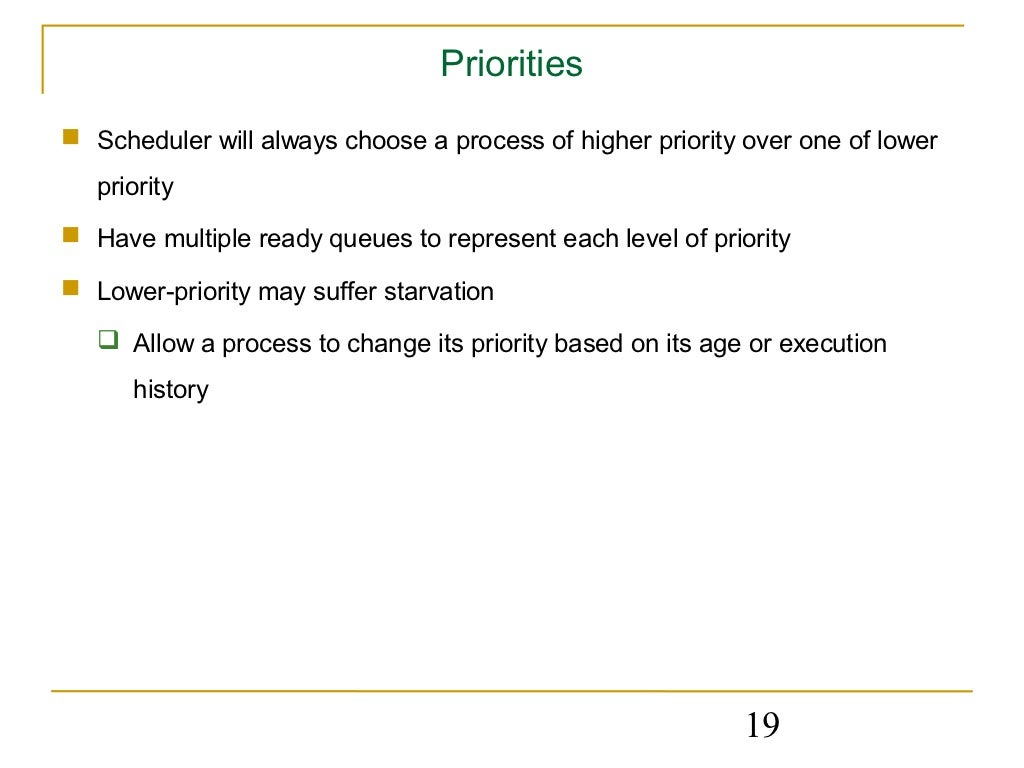 Priorities
Scheduler will always choose a process of higher priority over one of lower
priority
Have multiple ready queues to represent each level of priority
Lower-priority may suffer starvation
Allow a process to change its priority based on its age or execution
history
19